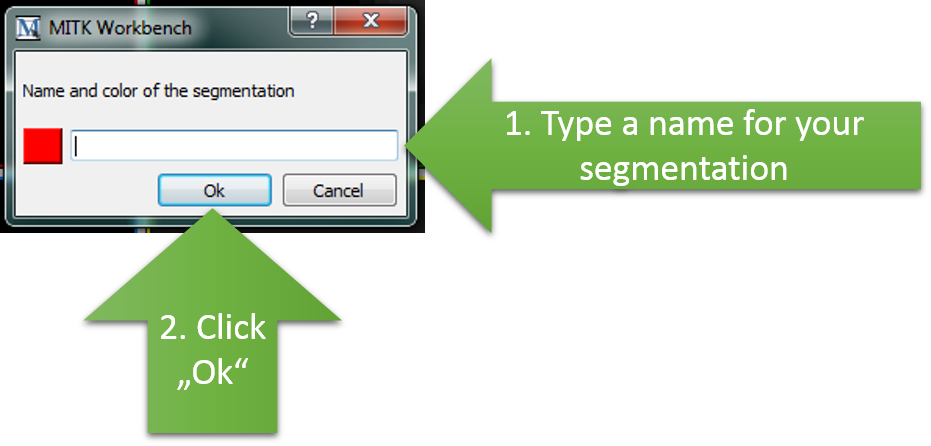 MITK Workbench
?
X
Name and color of the segmentation
1. Type a name for your
segmentation
Ok
Cancel
2. Click
„Ok“